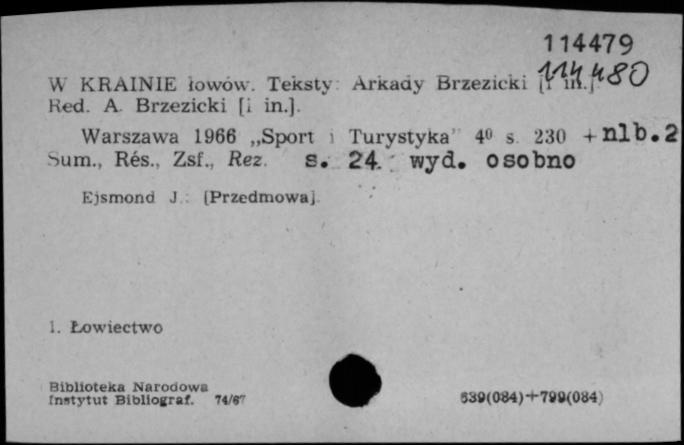 114479
114480
W KRAINIE łowów. Teksty: Arkady Brzezicki [i in.].
Red. A. Brzezicki [i in.].
Warszawa 1966 „Sport i Turystyka" 4⁰ s. 230 + nlb.2
Sum., Rés., Zsf., Rez. s. 24. wyd. osobno
Ejsmond J.: [Przedmowa].
1. Łowiectwo
Biblioteka Narodowa
Instytut Bibliograf. 74/67
639(084)+799(084)